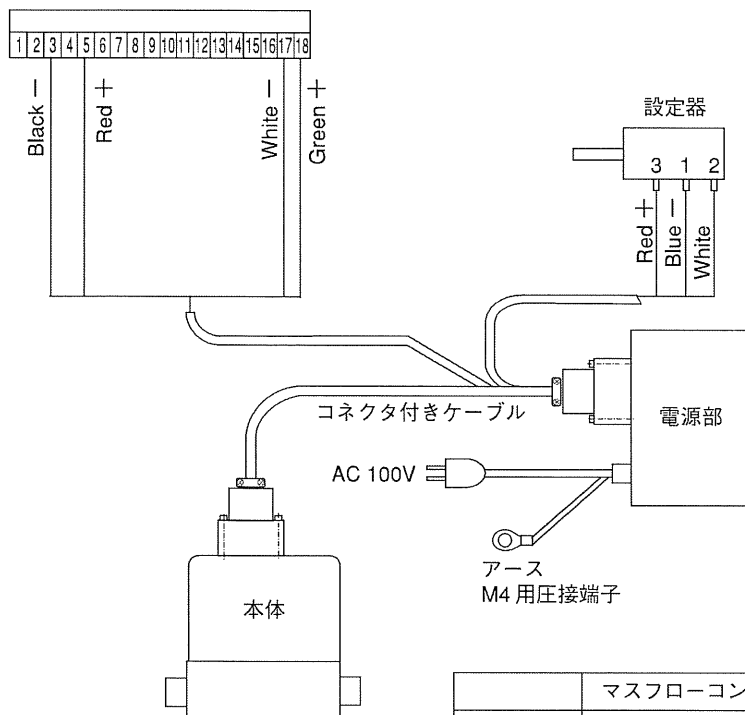 1 2 3 4 5 6 7 8 9 10 11 12 13 14 15 16 17 18
Black −
Red +
White −
Green +
設定器
3 1 2
Red +
Blue −
White
コネクタ付きケーブル
電源部
AC 100V
アース
M4 用圧接端子
本体
マスフローコン